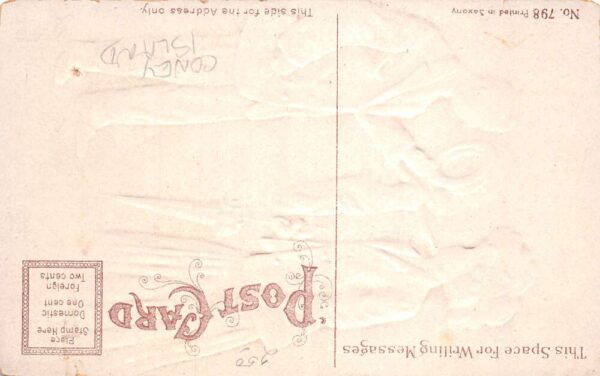 This Space For Writing Messages
250
POST CARD
Place
Stamp Here
Domestic
One cent
Foreign
Two cents
CONEY
ISLAND
No. 798 Printed in Saxony
This side for the Address only.